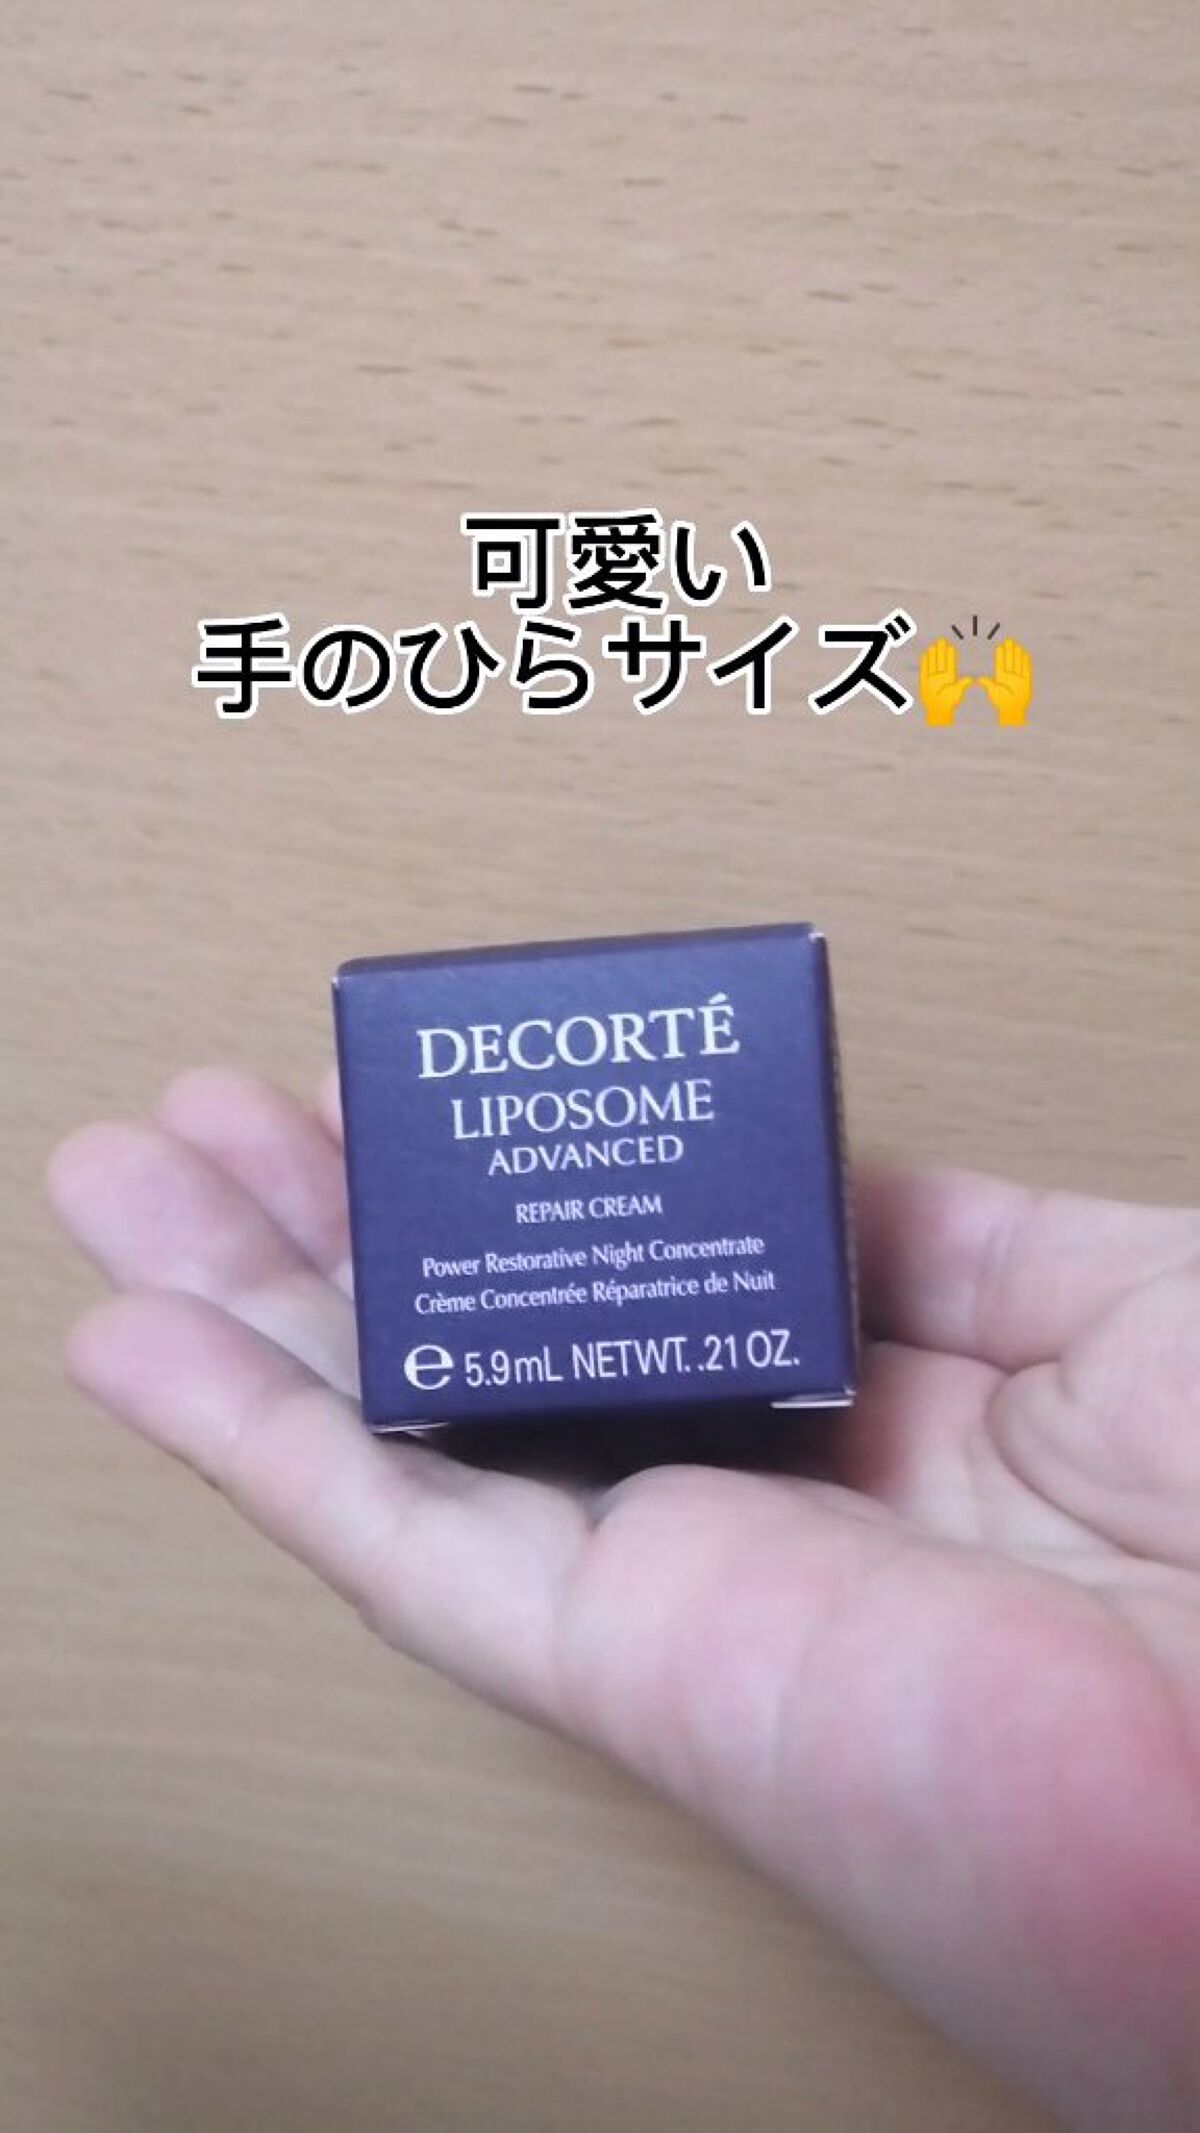 可愛い
手のひらサイズ🙌
DECORTÉ
LIPOSOME
ADVANCED
REPAIR CREAM
Power Restorative Night Concentrate
Crème Concentrée Réparatrice de Nuit
℮ 5.9mL NETWT. .21 OZ.